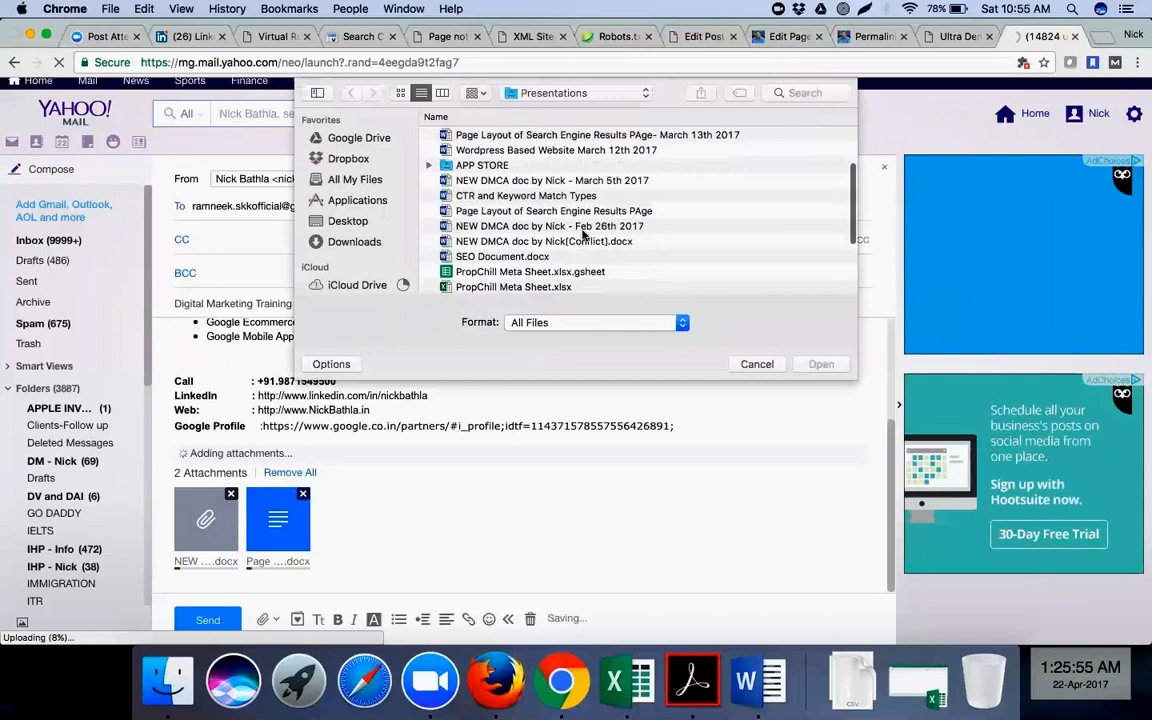 Chrome File Edit View History Bookmarks People Window Help 78% Sat 10:55 AM
Post Atte (26) Linke Virtual R Search C Page not XML Site Robots.tx Edit Post Edit Page Permalin Ultra Den (14824 u Nick
Secure https://mg.mail.yahoo.com/neo/launch?.rand=4eegda9t2fag7
Home Mail News Sports Finance
Presentations Search
YAHOO!
MAIL
All Nick Bathla, se
Home Nick
Favorites
Google Drive
Dropbox
All My Files
Applications
Desktop
Downloads
iCloud
iCloud Drive
Name
Page Layout of Search Engine Results PAge- March 13th 2017
Wordpress Based Website March 12th 2017
APP STORE
NEW DMCA doc by Nick - March 5th 2017
CTR and Keyword Match Types
Page Layout of Search Engine Results PAge
NEW DMCA doc by Nick - Feb 26th 2017
NEW DMCA doc by Nick[Conflict].docx
SEO Document.docx
PropChill Meta Sheet.xlsx.gsheet
PropChill Meta Sheet.xlsx
Format: All Files
Options Cancel Open
Compose
Add Gmail, Outlook,
AOL and more
Inbox (9999+)
Drafts (486)
Sent
Archive
Spam (675)
Trash
Smart Views
Folders (3887)
APPLE INV... (1)
Clients-Follow up
Deleted Messages
DM - Nick (69)
Drafts
DV and DAI (6)
GO DADDY
IELTS
IHP - Info (472)
IHP - Nick (38)
IMMIGRATION
ITR
From Nick Bathla <nick
To ramneek.skkofficial@g
CC CC
BCC
Digital Marketing Training
Google Ecommerc
Google Mobile App
Call : +91.9871549500
LinkedIn : http://www.linkedin.com/in/nickbathla
Web: : http://www.NickBathla.in
Google Profile :https://www.google.co.in/partners/#i_profile;idtf=114371578557556426891;
Adding attachments...
2 Attachments Remove All
NEW ....docx Page ....docx
Send Tt B I A Saving...
Uploading (8%)...
AdChoices
AdChoices
Schedule all your
business's posts on
social media from
one place.
Sign up with
Hootsuite now.
30-Day Free Trial
CSV
1:25:55 AM
22-Apr-2017